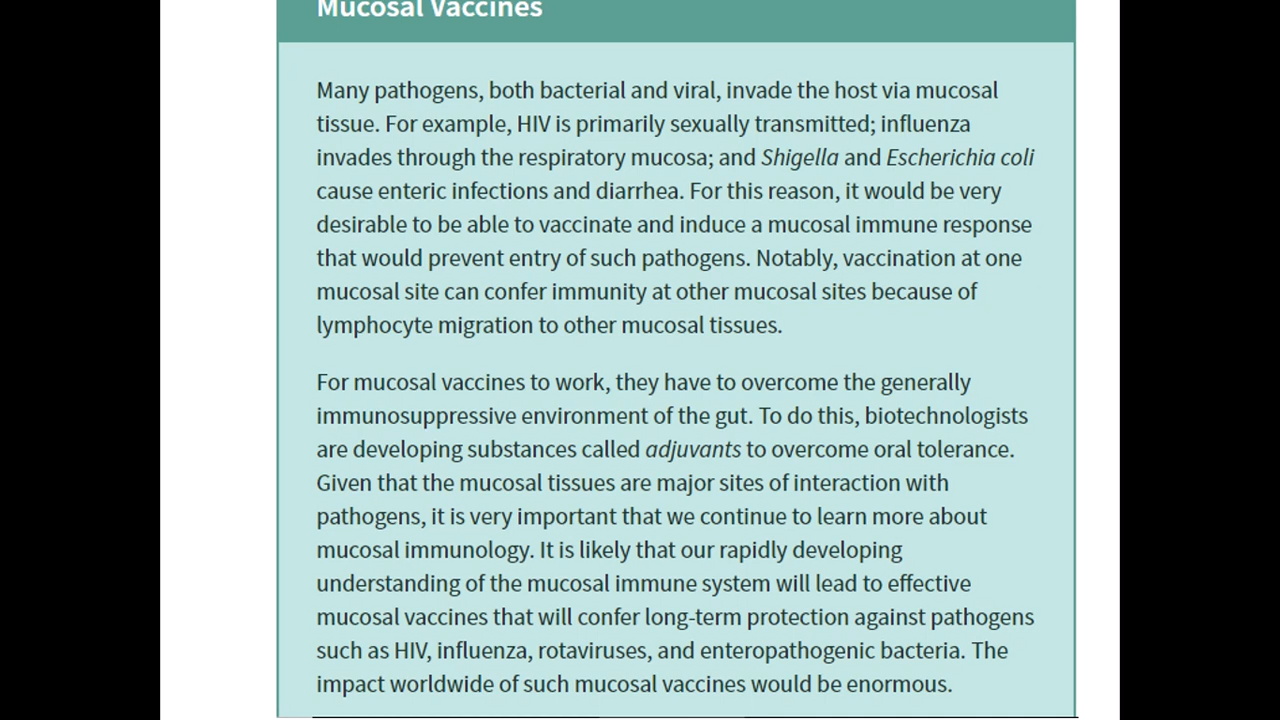 Mucosal Vaccines
Many pathogens, both bacterial and viral, invade the host via mucosal
tissue. For example, HIV is primarily sexually transmitted; influenza
invades through the respiratory mucosa; and Shigella and Escherichia coli
cause enteric infections and diarrhea. For this reason, it would be very
desirable to be able to vaccinate and induce a mucosal immune response
that would prevent entry of such pathogens. Notably, vaccination at one
mucosal site can confer immunity at other mucosal sites because of
lymphocyte migration to other mucosal tissues.
For mucosal vaccines to work, they have to overcome the generally
immunosuppressive environment of the gut. To do this, biotechnologists
are developing substances called adjuvants to overcome oral tolerance.
Given that the mucosal tissues are major sites of interaction with
pathogens, it is very important that we continue to learn more about
mucosal immunology. It is likely that our rapidly developing
understanding of the mucosal immune system will lead to effective
mucosal vaccines that will confer long-term protection against pathogens
such as HIV, influenza, rotaviruses, and enteropathogenic bacteria. The
impact worldwide of such mucosal vaccines would be enormous.